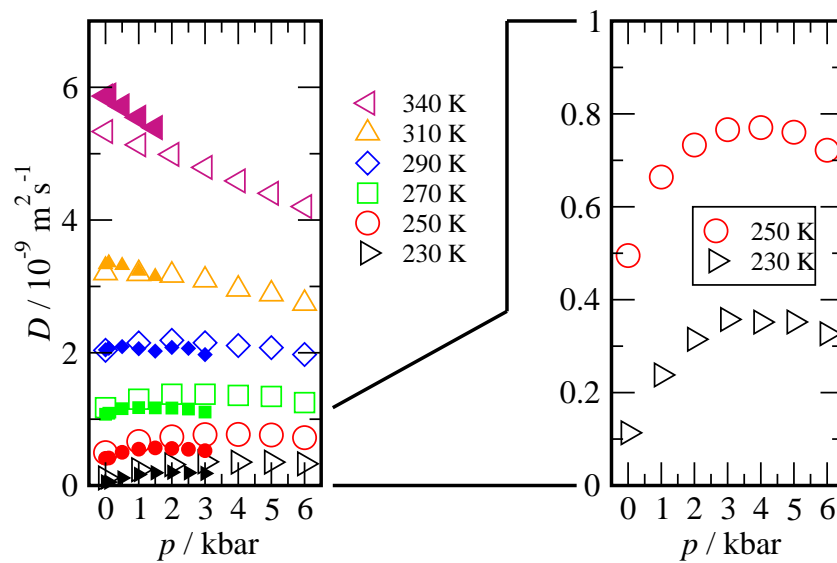 D / 10⁻⁹ m² s⁻¹
6
4
2
0
0 1 2 3 4 5 6
p / kbar
340 K
310 K
290 K
270 K
250 K
230 K
1
0.8
0.6
0.4
0.2
0
250 K
230 K
0 1 2 3 4 5 6
p / kbar